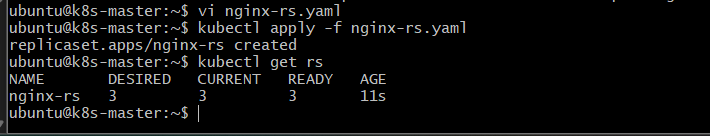 ubuntu@k8s-master:~$ vi nginx-rs.yaml
ubuntu@k8s-master:~$ kubectl apply -f nginx-rs.yaml
replicaset.apps/nginx-rs created
ubuntu@k8s-master:~$ kubectl get rs
NAME       DESIRED   CURRENT   READY   AGE
nginx-rs   3         3         3       11s
ubuntu@k8s-master:~$